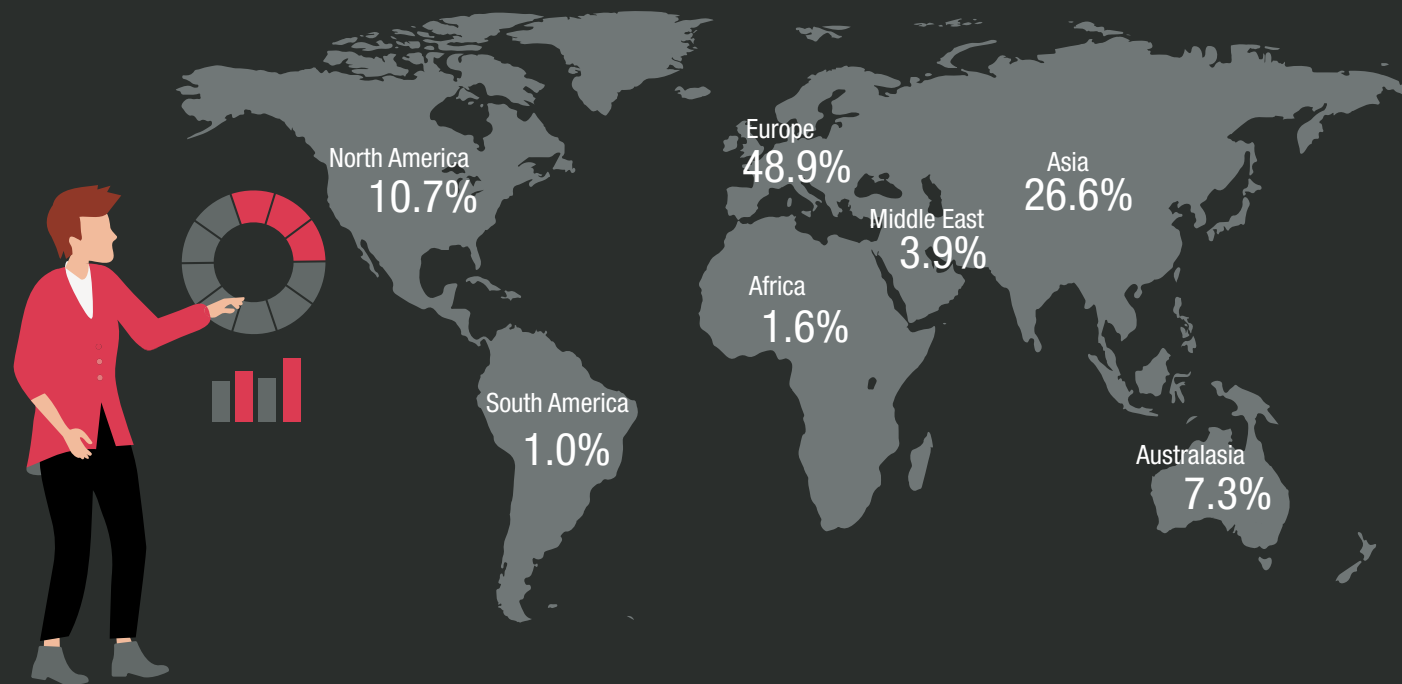 Europe
48.9%
North America
10.7%
Asia
26.6%
Middle East
3.9%
Africa
1.6%
South America
1.0%
Australasia
7.3%